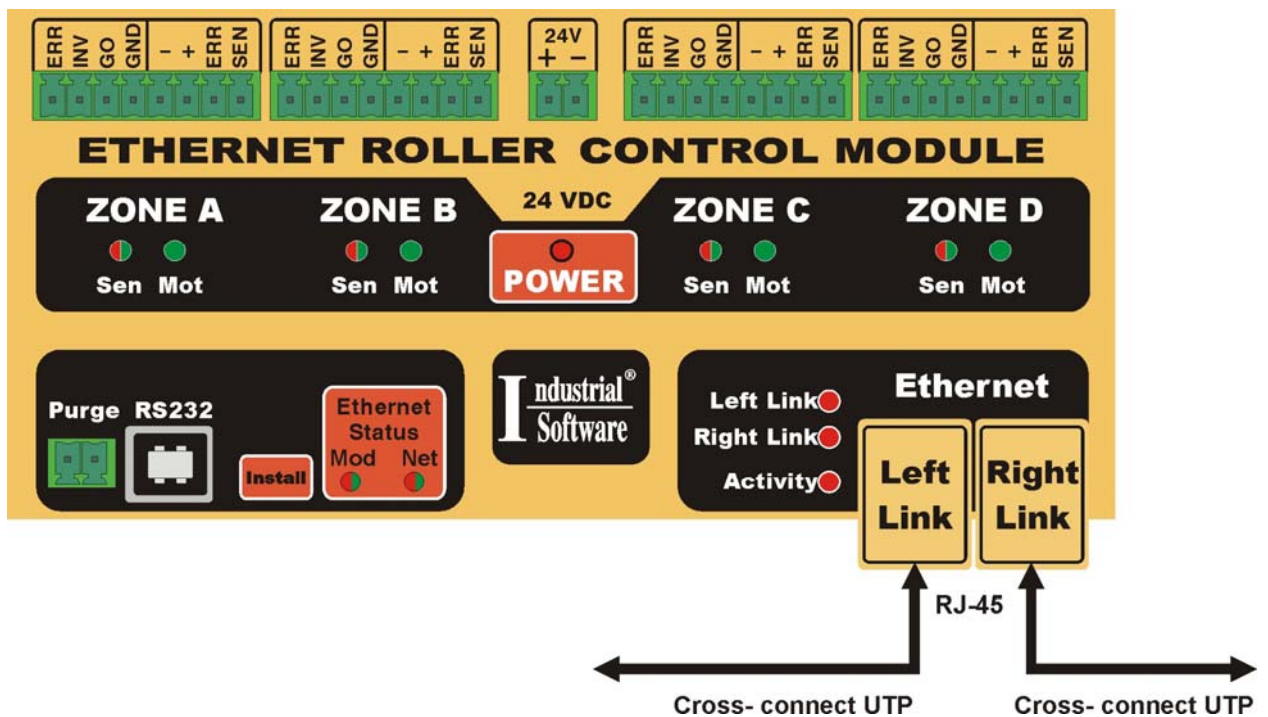 ERR INV GO GND - + ERR SEN
ERR INV GO GND - + ERR SEN
24V
+ -
ERR INV GO GND - + ERR SEN
ERR INV GO GND - + ERR SEN
ETHERNET ROLLER CONTROL MODULE
ZONE A
Sen Mot
ZONE B
Sen Mot
24 VDC
POWER
ZONE C
Sen Mot
ZONE D
Sen Mot
Purge RS232
Install
Ethernet
Status
Mod Net
Industrial®
Software
Ethernet
Left Link
Right Link
Activity
Left
Link
Right
Link
RJ-45
Cross- connect UTP
Cross- connect UTP